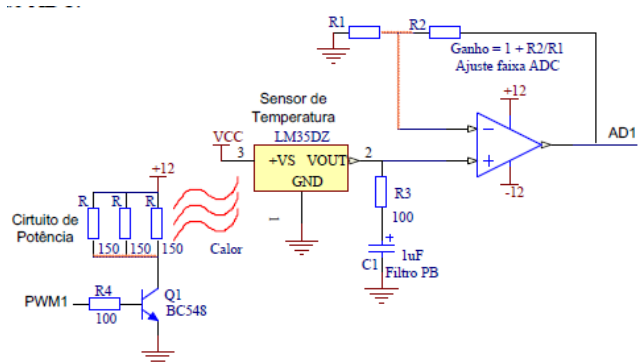 R1
R2
Ganho = 1 + R2/R1
Ajuste faixa ADC
+12
AD1
-12
Sensor de
Temperatura
LM35DZ
VCC
3
+VS VOUT
GND
2
1
R3
100
C1
+
1uF
Filtro PB
+12
R R R
150 150 150
Cirtuito de
Potência
Calor
PWM1
R4
100
Q1
BC548